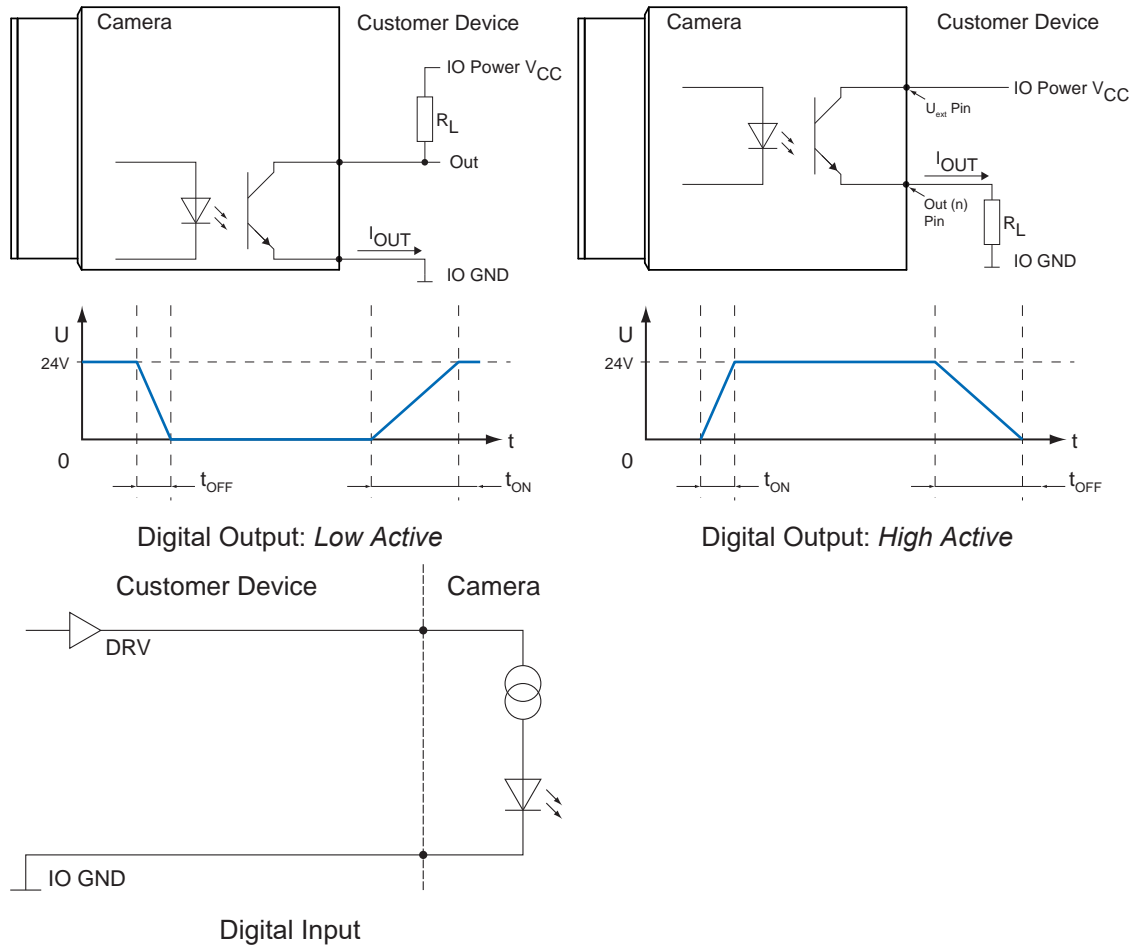 Camera
Customer Device
IO Power VCC
RL
Out
IOUT
IO GND
U
24V
0
t
tOFF
tON
Digital Output: Low Active
Camera
Customer Device
IO Power VCC
Uext Pin
IOUT
Out (n)
Pin
RL
IO GND
U
24V
0
t
tON
tOFF
Digital Output: High Active
Customer Device
Camera
DRV
IO GND
Digital Input